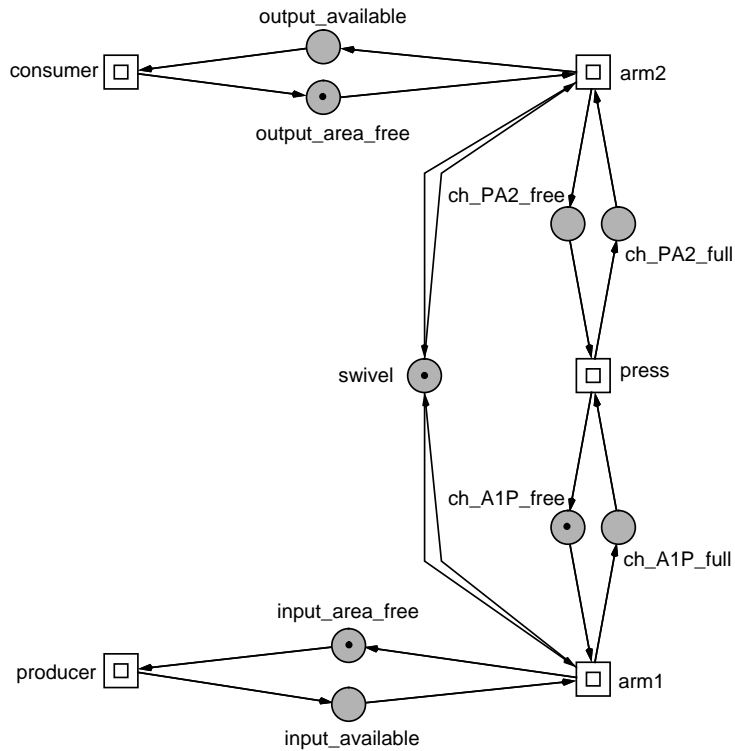 output_available
consumer
arm2
output_area_free
ch_PA2_free
ch_PA2_full
swivel
press
ch_A1P_free
ch_A1P_full
input_area_free
producer
arm1
input_available